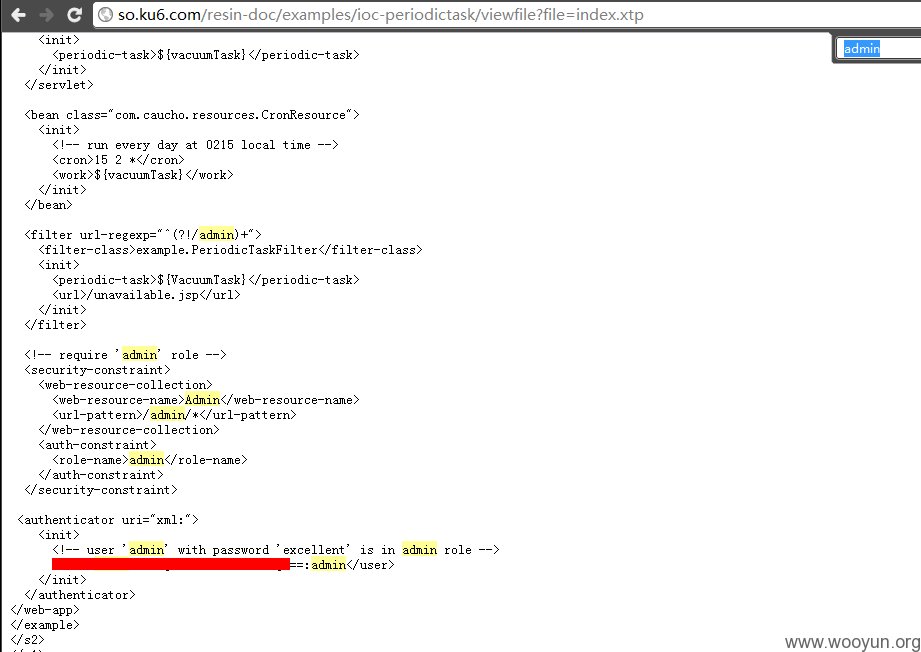 so.ku6.com/resin-doc/examples/ioc-periodictask/viewfile?file=index.xtp
admin
<init>
<periodic-task>${vacuumTask}</periodic-task>
</init>
</servlet>
<bean class="com.caucho.resources.CronResource">
<init>
<!-- run every day at 0215 local time -->
<cron>15 2 *</cron>
<work>${vacuumTask}</work>
</init>
</bean>
<filter url-regexp="^(?!/admin)+">
<filter-class>example.PeriodicTaskFilter</filter-class>
<init>
<periodic-task>${VacuumTask}</periodic-task>
<url>/unavailable.jsp</url>
</init>
</filter>
<!-- require 'admin' role -->
<security-constraint>
<web-resource-collection>
<web-resource-name>Admin</web-resource-name>
<url-pattern>/admin/*</url-pattern>
</web-resource-collection>
<auth-constraint>
<role-name>admin</role-name>
</auth-constraint>
</security-constraint>
<authenticator uri="xml:">
<init>
<!-- user 'admin' with password 'excellent' is in admin role -->
==:admin</user>
</init>
</authenticator>
</web-app>
</example>
</s2>
www.wooyun.org